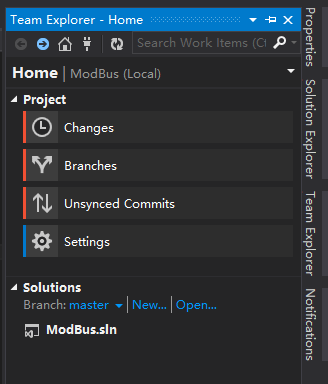 Team Explorer - Home
Search Work Items (Ct
Home | ModBus (Local)
Project
Changes
Branches
Unsynced Commits
Settings
Solutions
Branch: master | New... | Open...
ModBus.sln
Properties
Solution Explorer
Team Explorer
Notifications